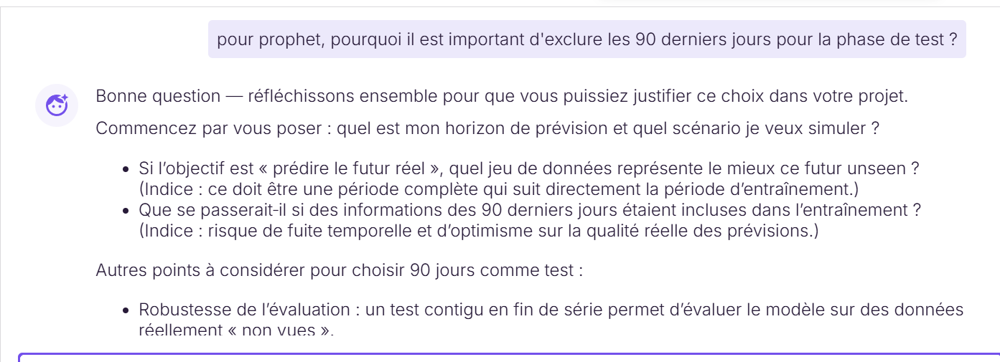 pour prophet, pourquoi il est important d'exclure les 90 derniers jours pour la phase de test ?
Bonne question — réfléchissons ensemble pour que vous puissiez justifier ce choix dans votre projet.
Commencez par vous poser : quel est mon horizon de prévision et quel scénario je veux simuler ?
• Si l’objectif est « prédire le futur réel », quel jeu de données représente le mieux ce futur unseen ?
(Indice : ce doit être une période complète qui suit directement la période d’entraînement.)
• Que se passerait-il si des informations des 90 derniers jours étaient incluses dans l’entraînement ?
(Indice : risque de fuite temporelle et d’optimisme sur la qualité réelle des prévisions.)
Autres points à considérer pour choisir 90 jours comme test :
• Robustesse de l’évaluation : un test contigu en fin de série permet d’évaluer le modèle sur des données
réellement « non vues ».